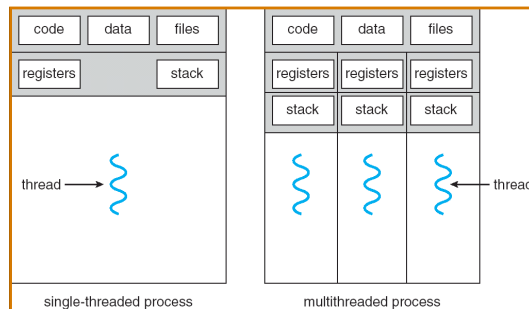 code data files code data files
registers stack registers registers registers
stack stack stack
thread thread
single-threaded process multithreaded process